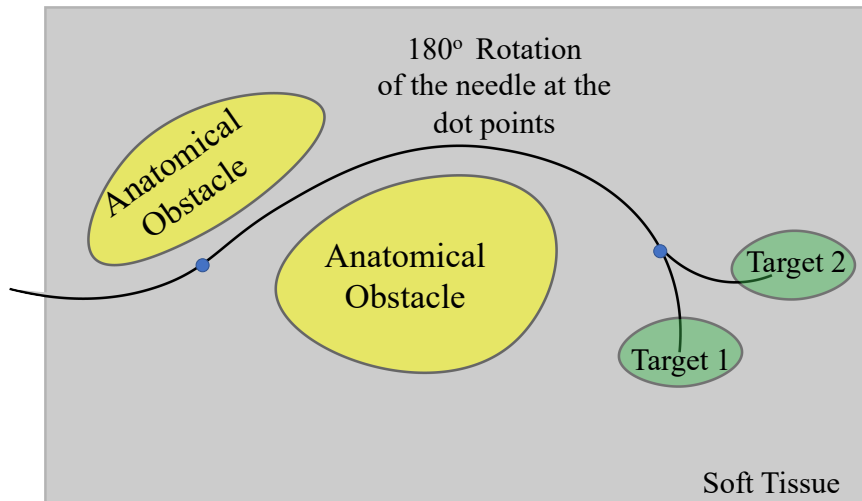 180° Rotation
of the needle at the
dot points
Anatomical
Obstacle
Anatomical
Obstacle
Target 2
Target 1
Soft Tissue